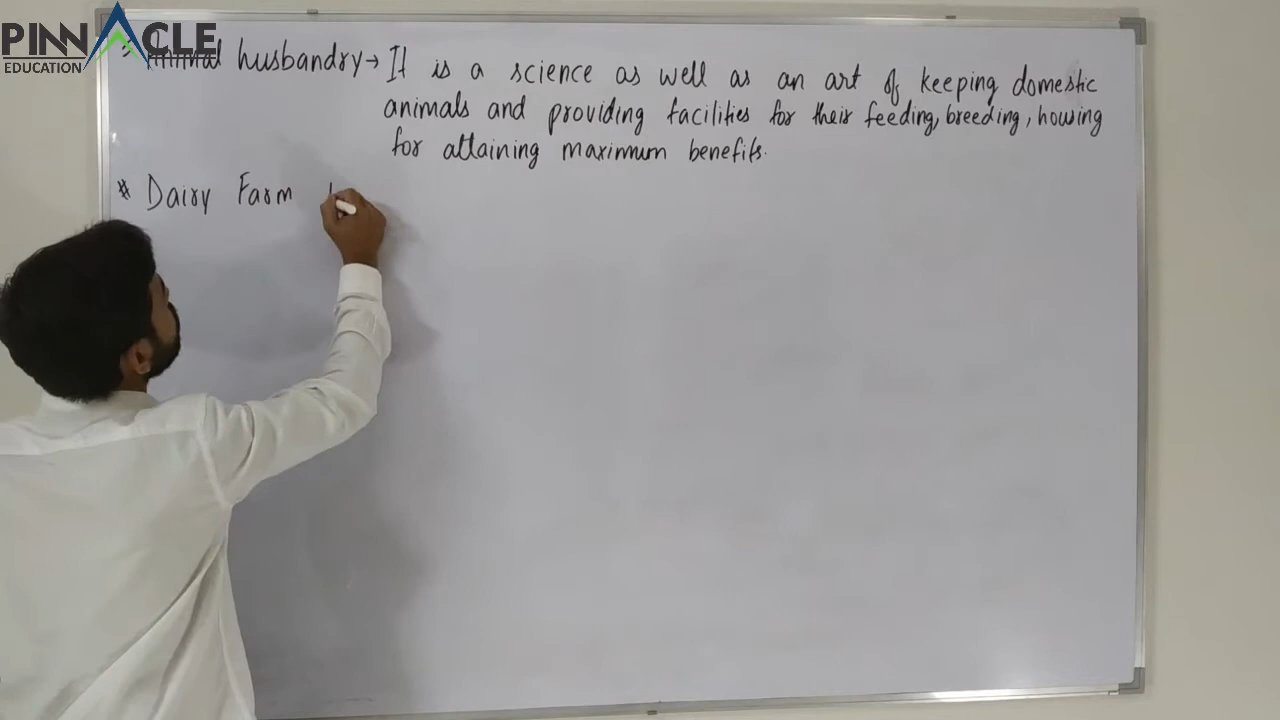 PINNACLE
EDUCATION
* Animal husbandry → It is a science as well as an art of keeping domestic
animals and providing facilities for their feeding, breeding, housing
for attaining maximum benefits.
* Dairy Farm